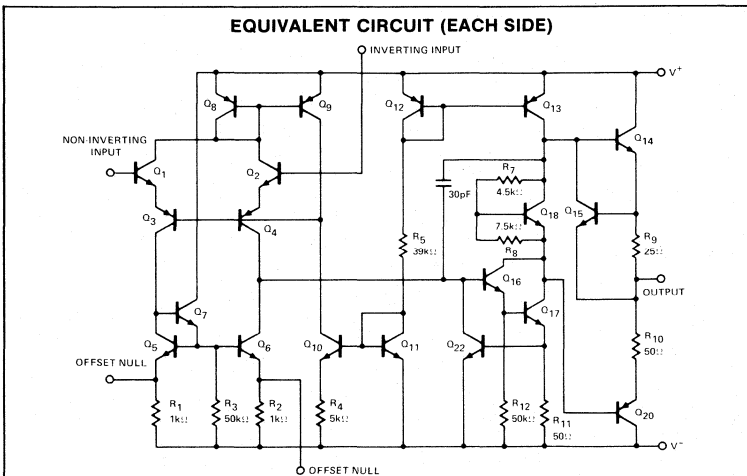 EQUIVALENT CIRCUIT (EACH SIDE)
INVERTING INPUT
V+
Q8
Q9
Q12
Q13
Q14
NON-INVERTING
INPUT
Q1
Q2
R7
4.5kΩ
30pF
Q18
Q15
Q3
Q4
7.5kΩ
R8
R5
39kΩ
R9
25Ω
Q16
OUTPUT
Q7
Q17
R10
50Ω
Q5
Q6
Q10
Q11
Q22
OFFSET NULL
Q20
R1
1kΩ
R3
50kΩ
R2
1kΩ
R4
5kΩ
R12
50kΩ
R11
50Ω
V−
OFFSET NULL